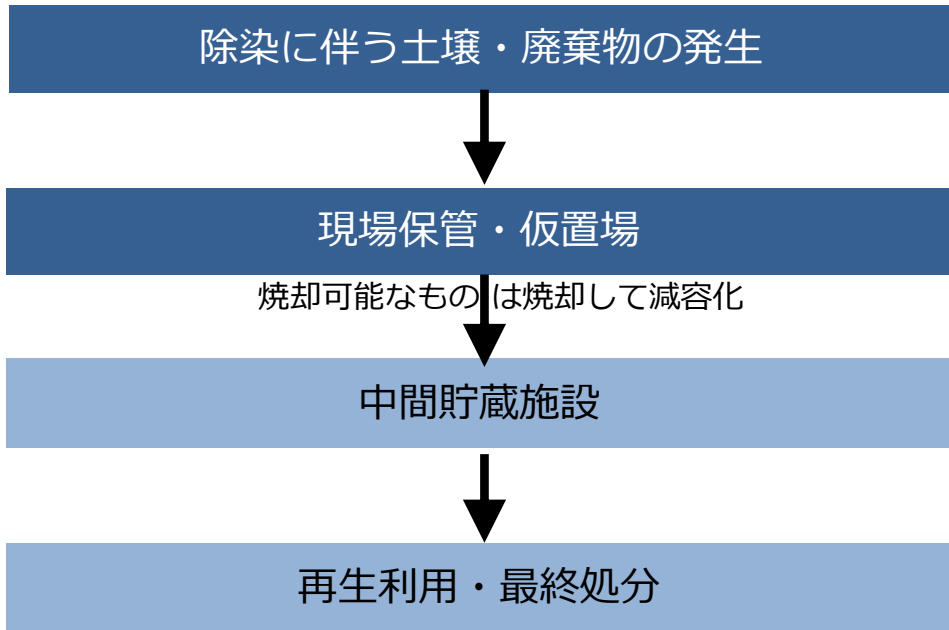 除染に伴う土壌・廃棄物の発生
現場保管・仮置場
焼却可能なものは焼却して減容化
中間貯蔵施設
再生利用・最終処分